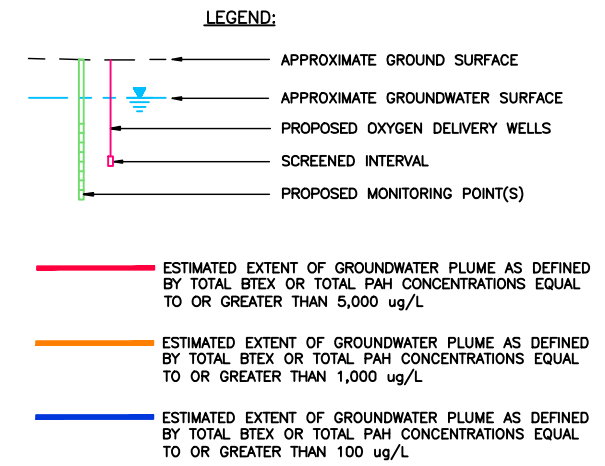 LEGEND:
APPROXIMATE GROUND SURFACE
APPROXIMATE GROUNDWATER SURFACE
PROPOSED OXYGEN DELIVERY WELLS
SCREENED INTERVAL
PROPOSED MONITORING POINT(S)
ESTIMATED EXTENT OF GROUNDWATER PLUME AS DEFINED
BY TOTAL BTEX OR TOTAL PAH CONCENTRATIONS EQUAL
TO OR GREATER THAN 5,000 ug/L
ESTIMATED EXTENT OF GROUNDWATER PLUME AS DEFINED
BY TOTAL BTEX OR TOTAL PAH CONCENTRATIONS EQUAL
TO OR GREATER THAN 1,000 ug/L
ESTIMATED EXTENT OF GROUNDWATER PLUME AS DEFINED
BY TOTAL BTEX OR TOTAL PAH CONCENTRATIONS EQUAL
TO OR GREATER THAN 100 ug/L